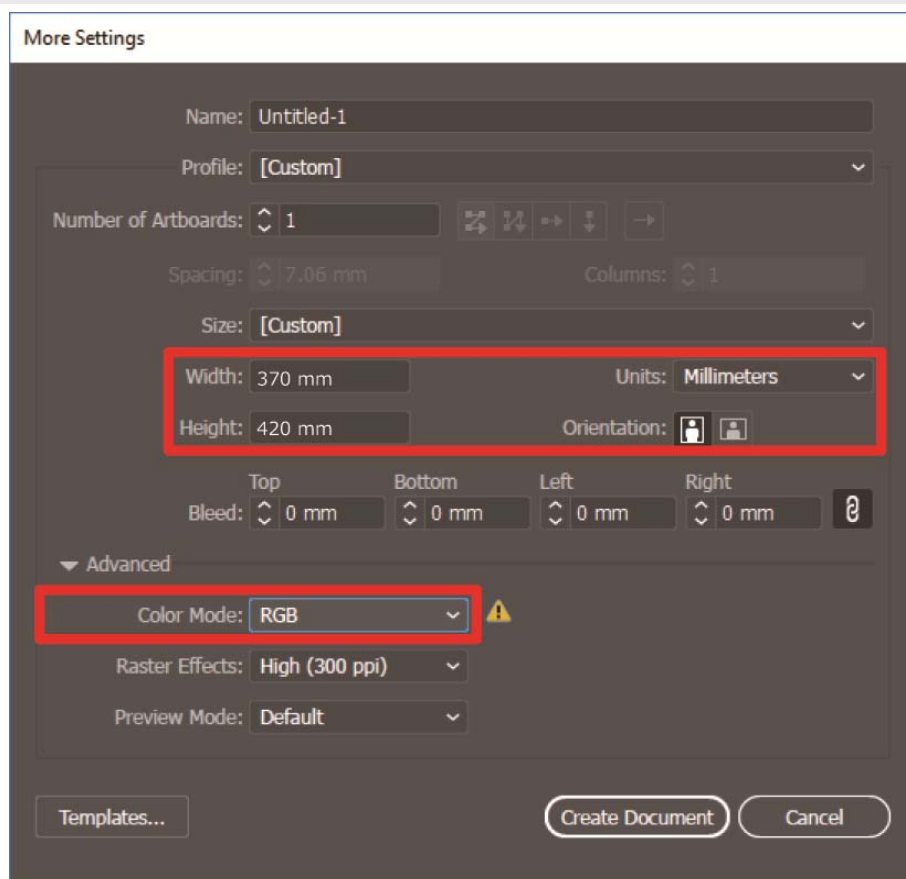 More Settings
Name: Untitled-1
Profile: [Custom]
Number of Artboards: 1
Spacing: 7.06 mm Columns: 1
Size: [Custom]
Width: 370 mm Units: Millimeters
Height: 420 mm Orientation:
Top Bottom Left Right
Bleed: 0 mm 0 mm 0 mm 0 mm
Advanced
Color Mode: RGB
Raster Effects: High (300 ppi)
Preview Mode: Default
Templates... Create Document Cancel